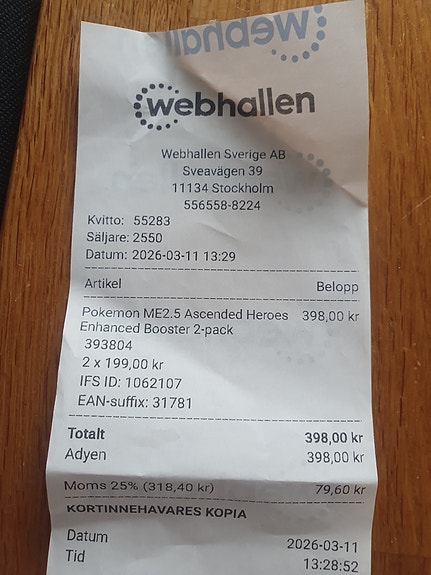 webhallen
webhallen
Webhallen Sverige AB
Sveavägen 39
11134 Stockholm
556558-8224
Kvitto: 55283
Säljare: 2550
Datum: 2026-03-11 13:29
Artikel Belopp
Pokemon ME2.5 Ascended Heroes 398,00 kr
Enhanced Booster 2-pack
393804
2 x 199,00 kr
IFS ID: 1062107
EAN-suffix: 31781
Totalt 398,00 kr
Adyen 398,00 kr
Moms 25% (318,40 kr) 79,60 kr
KORTINNEHAVARES KOPIA
Datum 2026-03-11
Tid 13:28:52